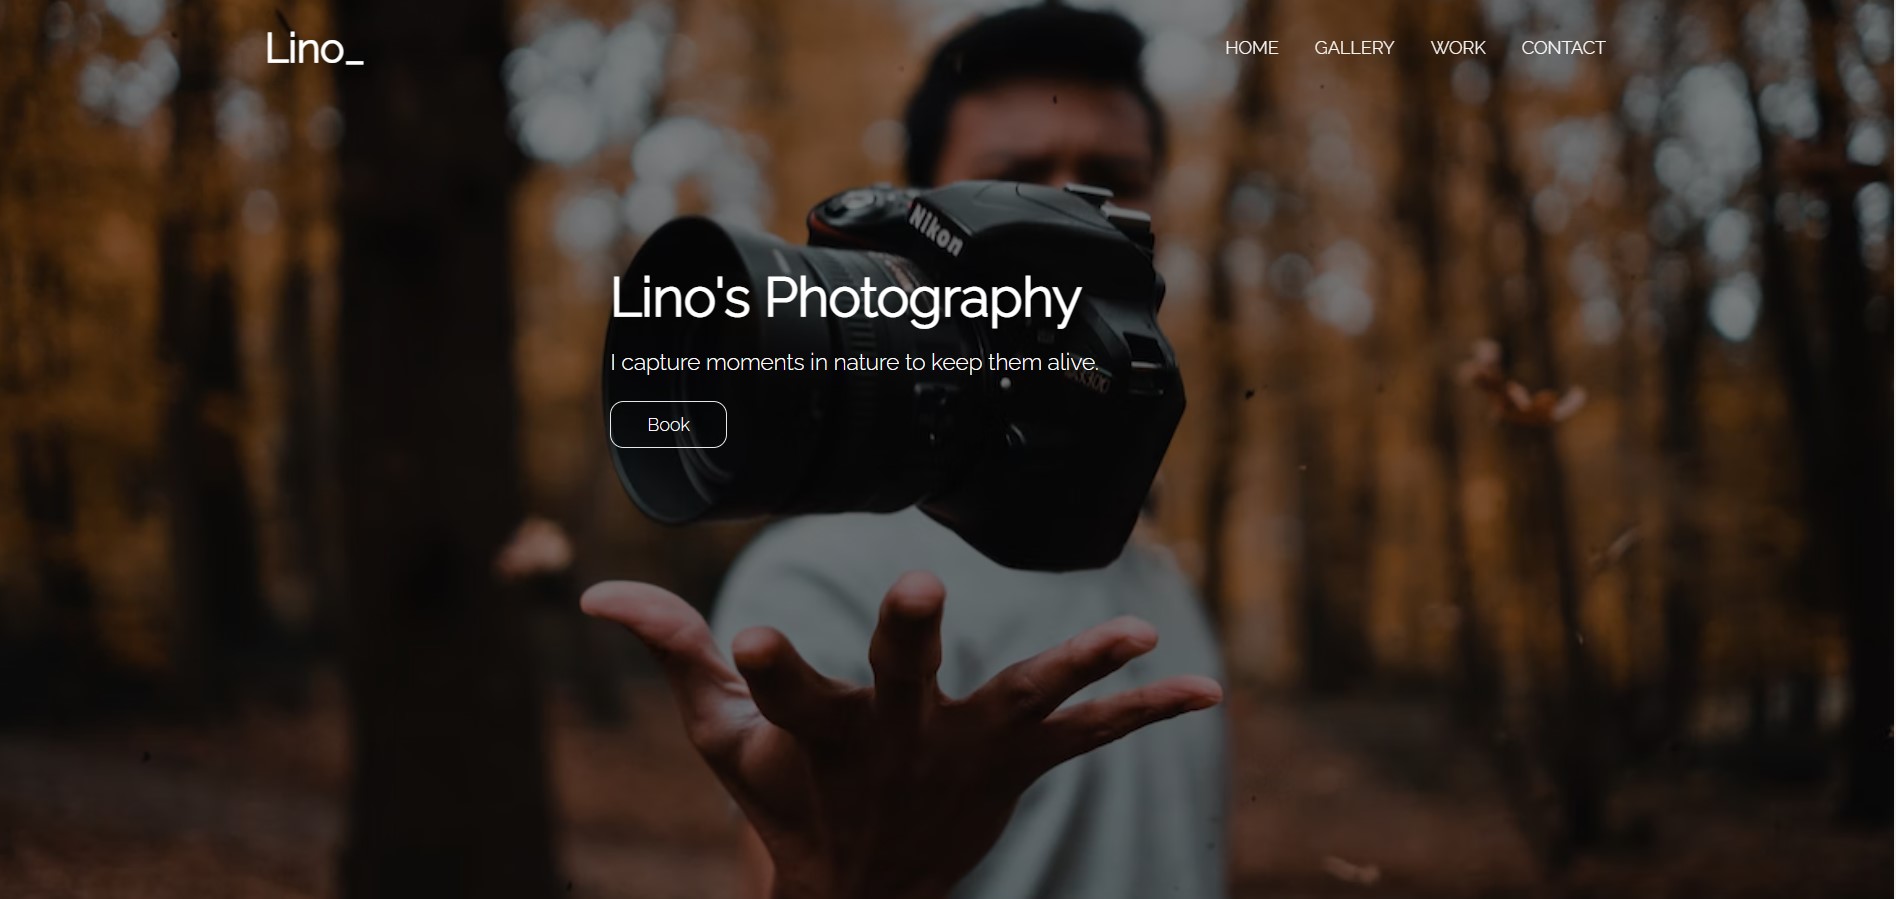 Lino_
HOME GALLERY WORK CONTACT
Nikon
Lino's Photography
I capture moments in nature to keep them alive.
Book